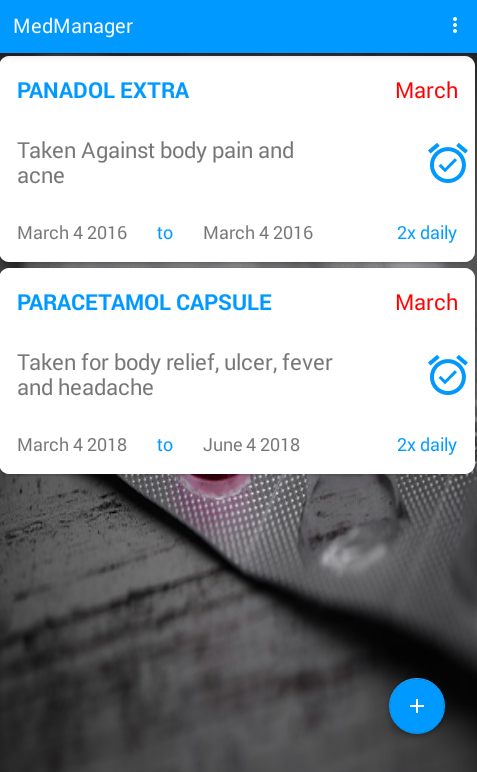 MedManager
PANADOL EXTRA March
Taken Against body pain and
acne
March 4 2016 to March 4 2016 2x daily
PARACETAMOL CAPSULE March
Taken for body relief, ulcer, fever
and headache
March 4 2018 to June 4 2018 2x daily